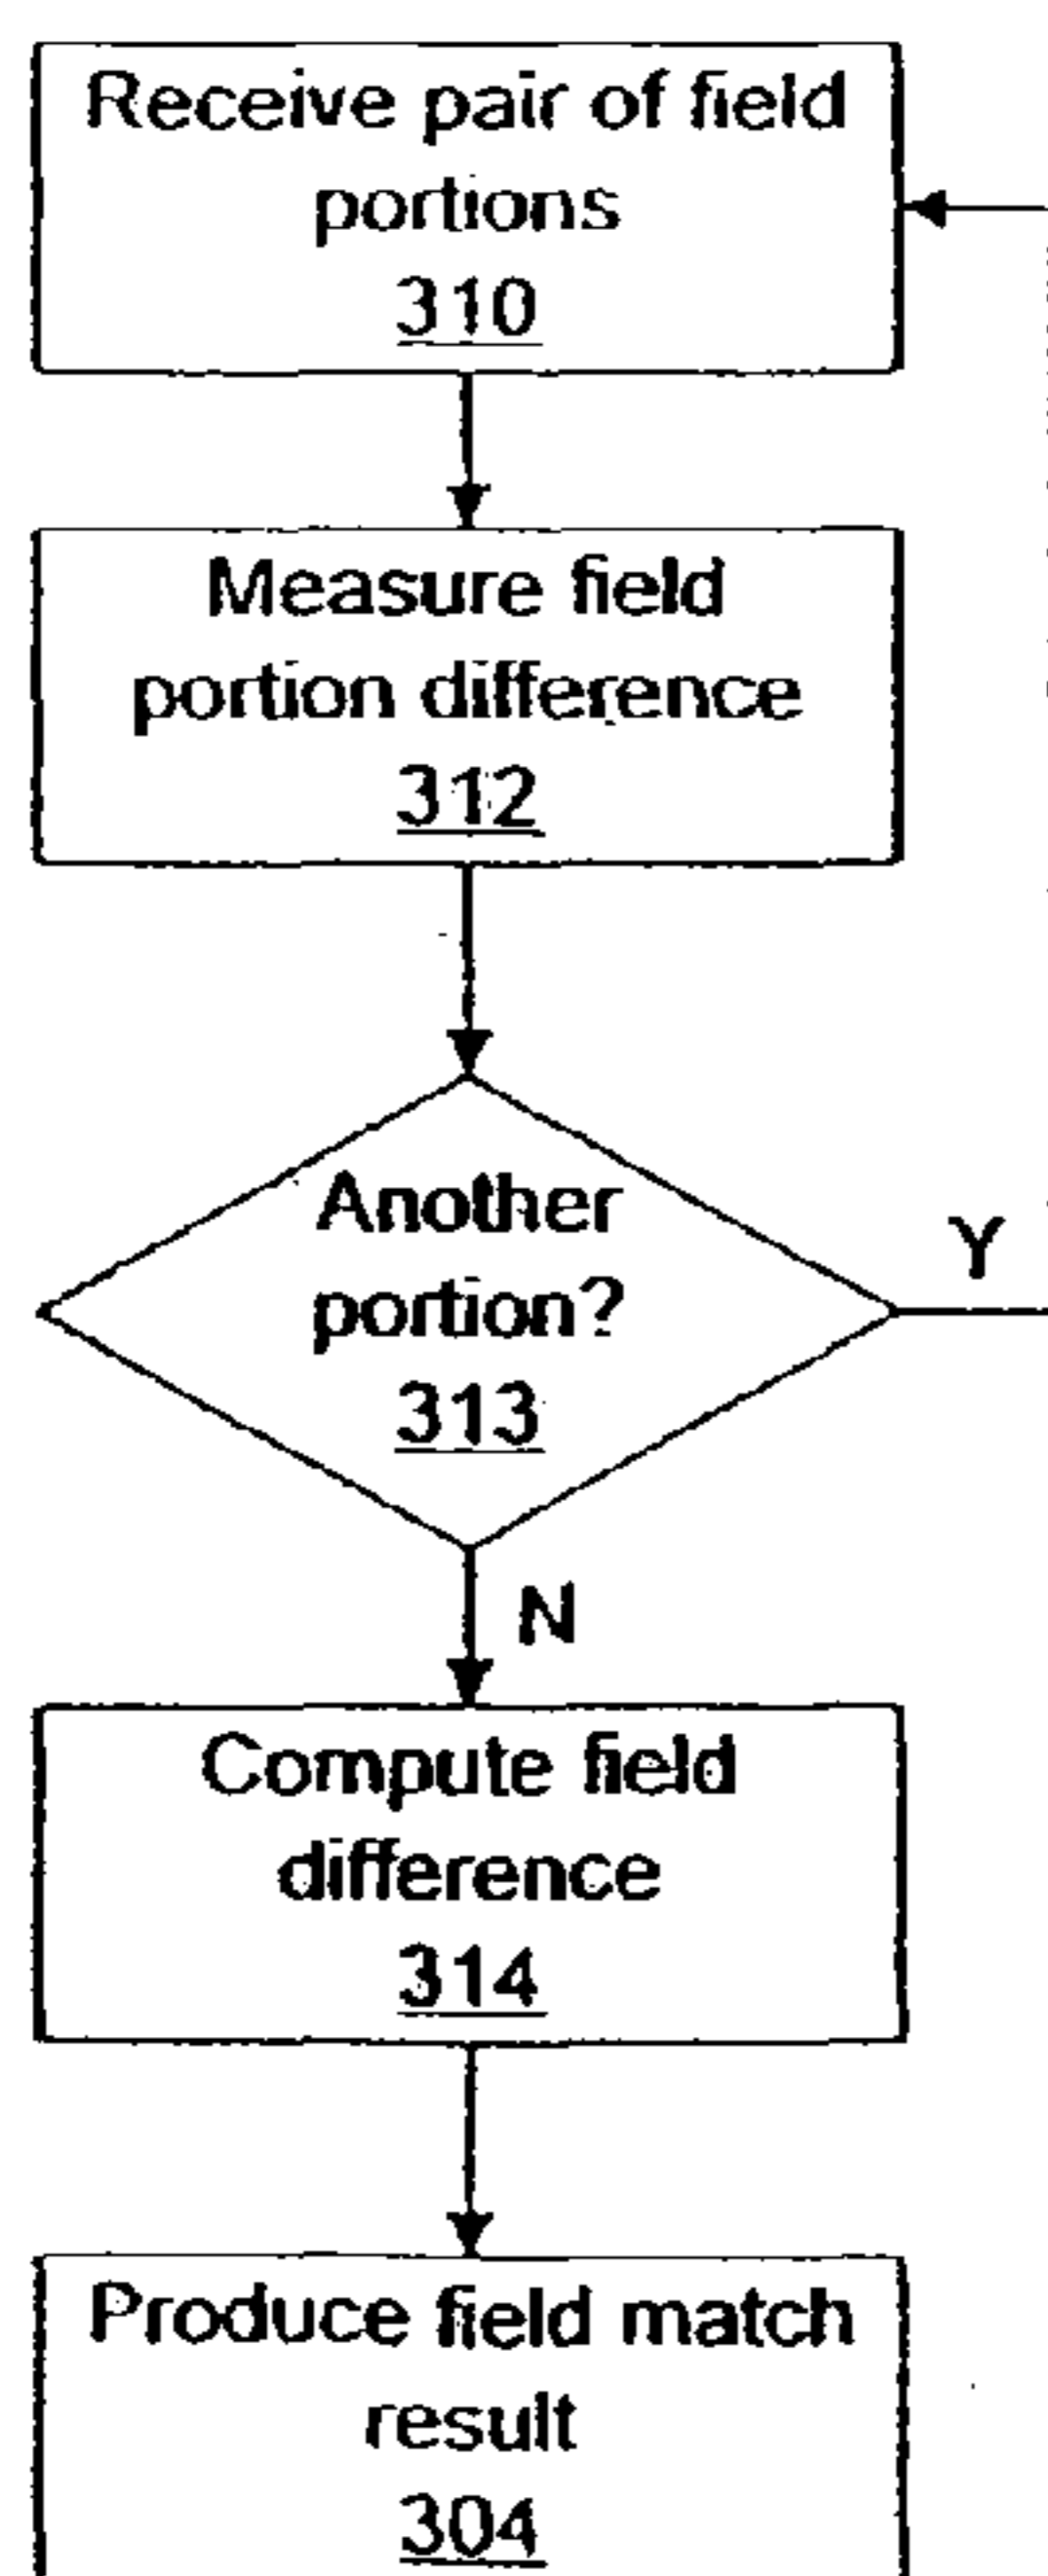 Receive pair of field
portions
310
Measure field
portion difference
312
Another
portion?
313
Y
N
Compute field
difference
314
Produce field match
result
304